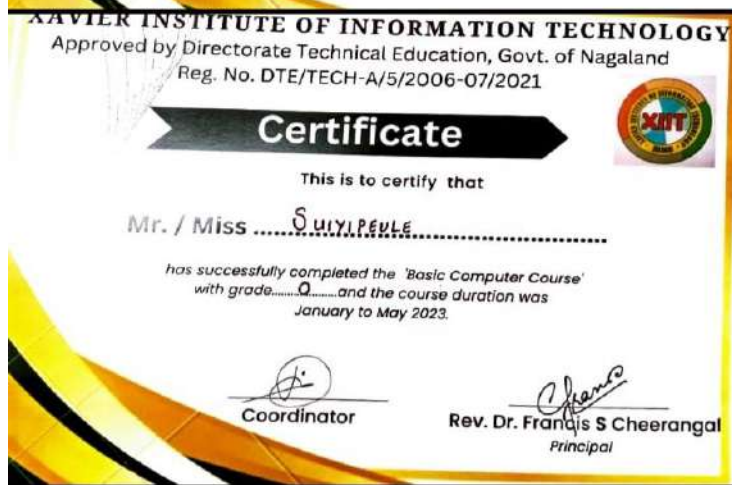 XAVIER INSTITUTE OF INFORMATION TECHNOLOGY
Approved by Directorate Technical Education, Govt. of Nagaland
Reg. No. DTE/TECH-A/5/2006-07/2021
XIIT
Certificate
This is to certify that
Mr. / Miss ..... SUIYIPEULE .....
has successfully completed the 'Basic Computer Course'
with grade........O........and the course duration was
January to May 2023.
Coordinator
Rev. Dr. Francis S Cheerangal
Principal